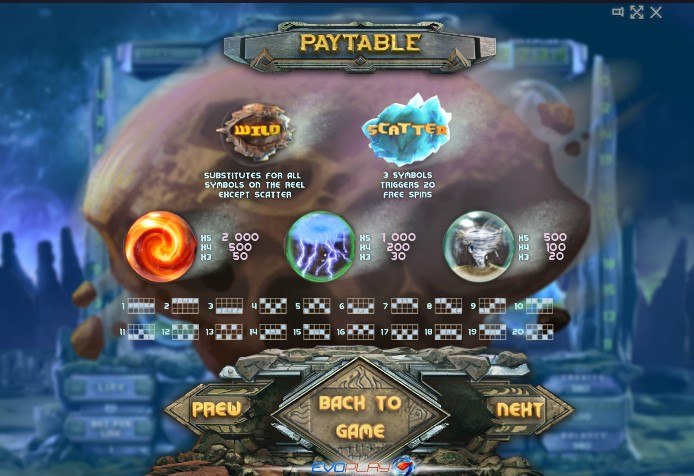 PAYTABLE
WILD
SCATTER
SUBSTITUTES FOR ALL
SYMBOLS ON THE REEL
EXCEPT SCATTER
3 SYMBOLS
TRIGGERS 20
FREE SPINS
X5 2 000
X4 500
X3 50
X5 1 000
X4 200
X3 30
X5 500
X4 100
X3 20
1 2 3 4 5 6 7 8 9 10
11 12 13 14 15 16 17 18 19 20
PREW
BACK TO
GAME
NEXT
EVOPLAY